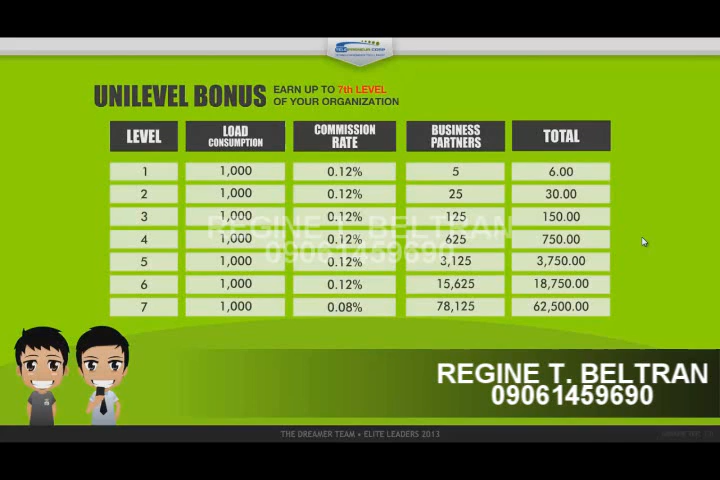 UNILEVEL BONUS
EARN UP TO 7th LEVEL
OF YOUR ORGANIZATION
LEVEL LOAD CONSUMPTION COMMISSION RATE BUSINESS PARTNERS TOTAL
1 1,000 0.12% 5 6.00
2 1,000 0.12% 25 30.00
3 1,000 0.12% 125 150.00
4 1,000 0.12% 625 750.00
5 1,000 0.12% 3,125 3,750.00
6 1,000 0.12% 15,625 18,750.00
7 1,000 0.08% 78,125 62,500.00
REGINE T. BELTRAN
09061459690
REGINE T. BELTRAN
09061459690
THE DREAMER TEAM • ELITE LEADERS 2013